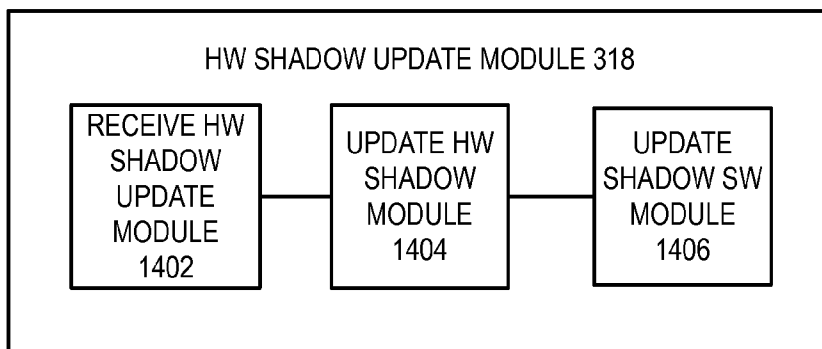 HW SHADOW UPDATE MODULE 318
RECEIVE HW
SHADOW
UPDATE
MODULE
1402
UPDATE HW
SHADOW
MODULE
1404
UPDATE
SHADOW SW
MODULE
1406